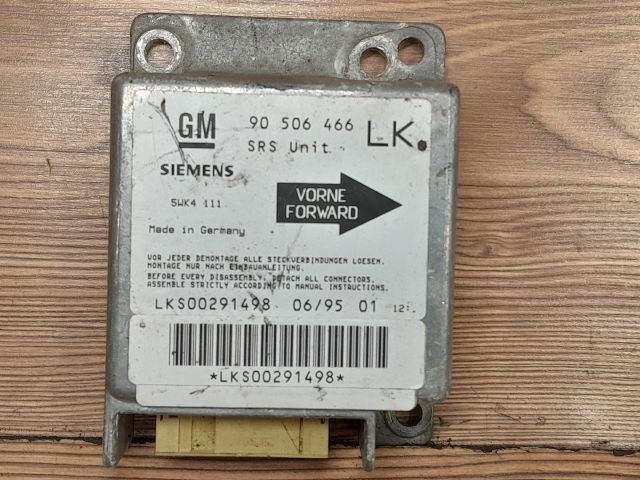 GM 90 506 466 LK.
SRS Unit
SIEMENS
5WK4 111
VORNE
FORWARD
Made in Germany
VOR JEDER DEMONTAGE ALLE STECKVERBINDUNGEN LOESEN.
MONTAGE NUR NACH EINBAUANLEITUNG.
BEFORE EVERY DISASSEMBLY, DETACH ALL CONNECTORS.
ASSEMBLE STRICTLY ACCORDING TO MANUAL INSTRUCTIONS.
LKS00291498 06/95 01
*LKS00291498*